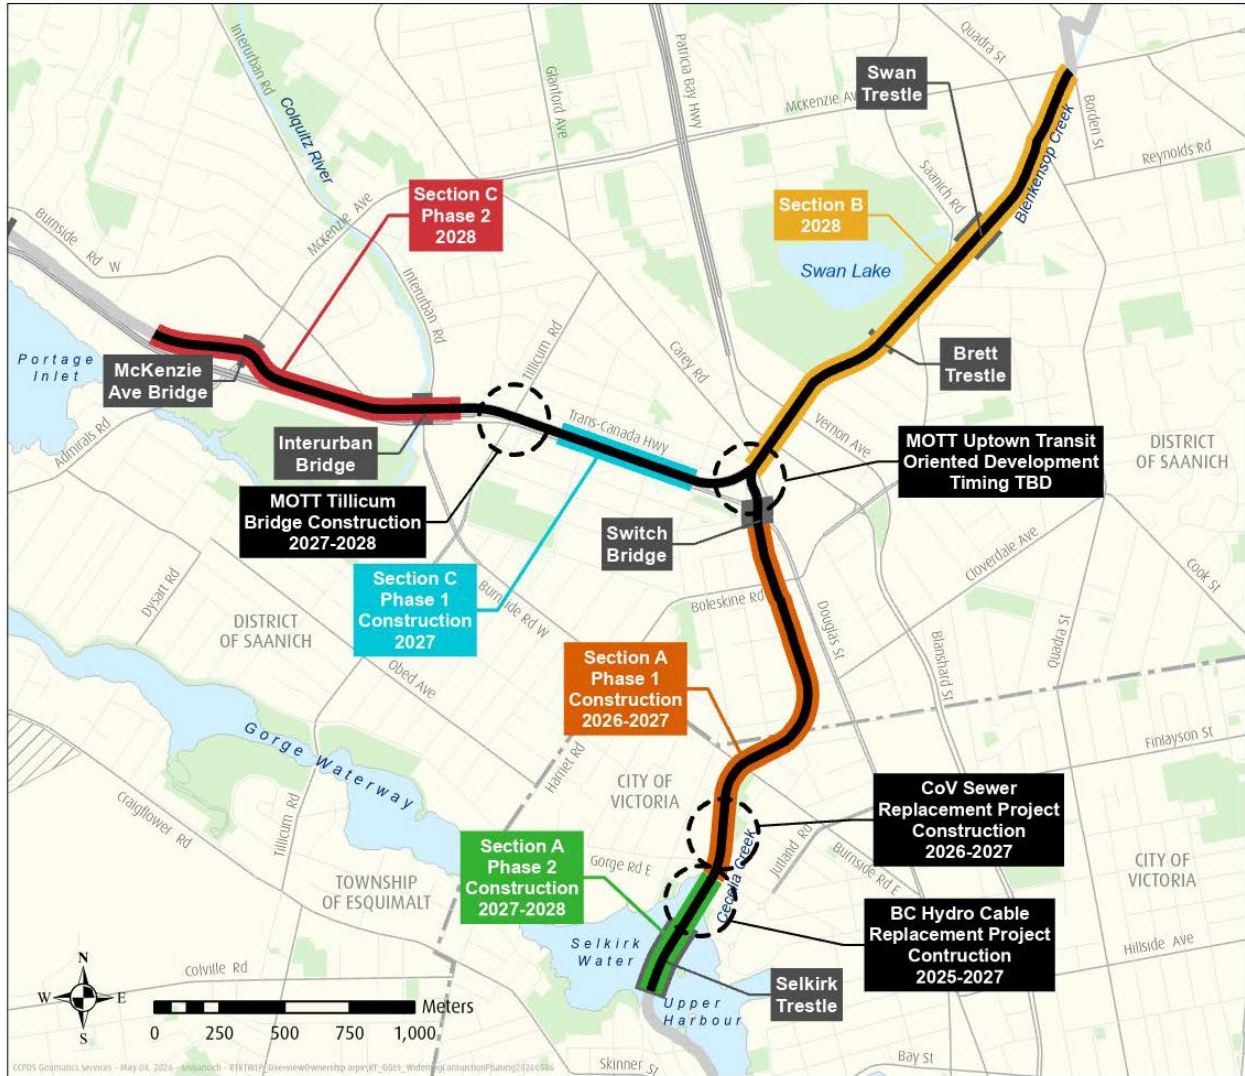 Quadra St
Swan
Trestle
McKenzie Ave
Borden St
Reynolds Rd
Patricia Bay Hwy
Glanford Ave
Interurban Rd
Colquitz River
Blenkensop Creek
Saanich Rd
Section C
Phase 2
2028
McKenzie Ave
Section B
2028
Swan Lake
Burnside
Rd W
Interurban Rd
Tillicum Rd
Carey Rd
Portage
Inlet
McKenzie
Ave Bridge
Brett
Trestle
Vernon Ave
Trans-Canada Hwy
Admirals Rd
Interurban
Bridge
MOTT Uptown Transit
Oriented Development
Timing TBD
DISTRICT
OF SAANICH
MOTT Tillicum
Bridge Construction
2027-2028
Switch
Bridge
Cloverdale Ave
Cook St
Section C
Phase 1
Construction
2027
Dysart Rd
Burnside Rd W
Boleskine Rd
Douglas St
Blanshard St
Quadra St
DISTRICT
OF SAANICH
Obed Ave
Section A
Phase 1
Construction
2026-2027
Gorge Waterway
Harriet Rd
Finlayson St
CITY OF
VICTORIA
CoV Sewer
Replacement Project
Construction
2026-2027
Craigflower Rd
Tillicum Rd
Gorge Rd E
Cecelia Creek
Jutland Rd
Burnside Rd E
Section A
Phase 2
Construction
2027-2028
TOWNSHIP
OF ESQUIMALT
CITY OF
VICTORIA
BC Hydro Cable
Replacement Project
Contruction
2025-2027
Hillside Ave
Selkirk
Water
Selkirk
Trestle
Colville Rd
N
W E
S
Meters
0 250 500 750 1,000
Upper
Harbour
Skinner St
Bay St
CCPDS Geomatics Services - May 08, 2026 -